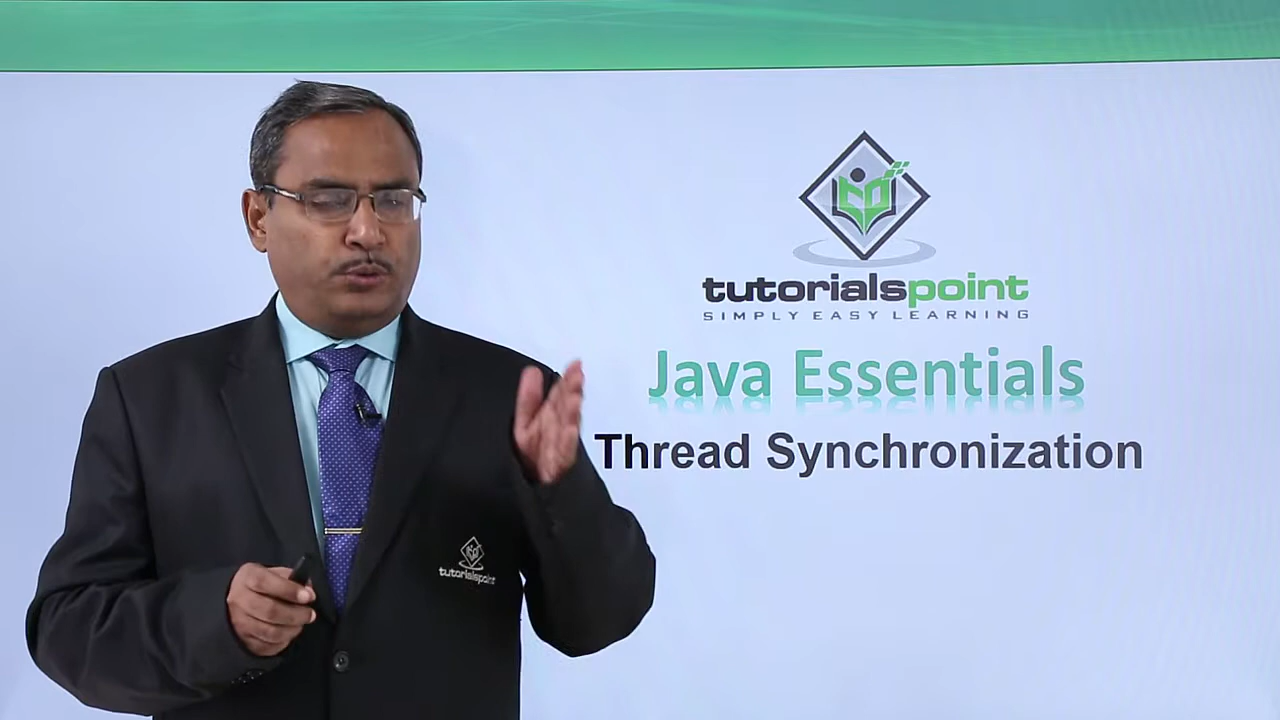 tutorialspoint
SIMPLY EASY LEARNING
Java Essentials
Thread Synchronization
tutorialspoint